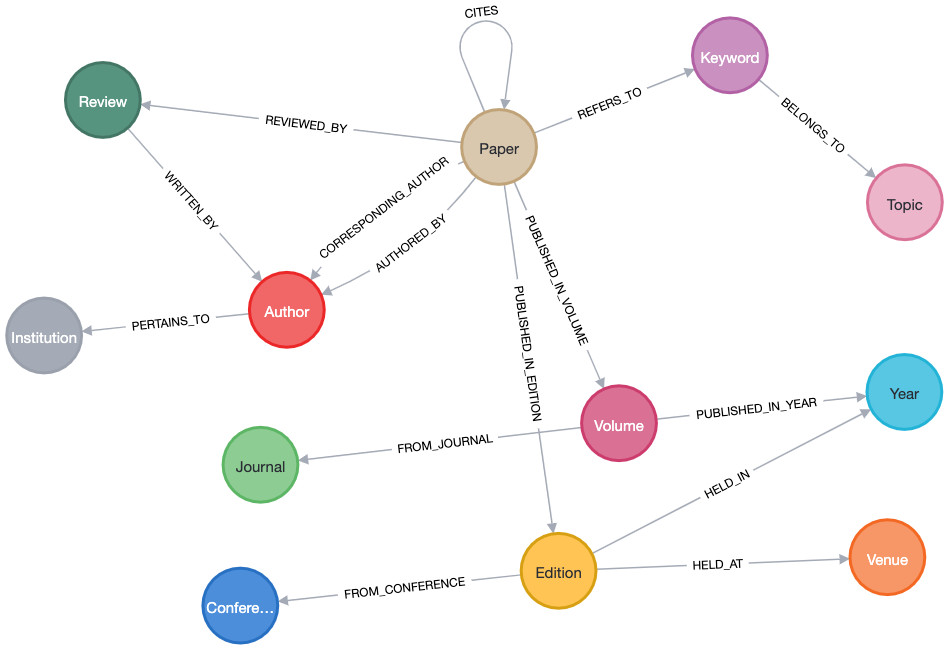 CITES
Keyword
Review
REFERS_TO
REVIEWED_BY
BELONGS_TO
Paper
WRITTEN_BY
CORRESPONDING_AUTHOR
Topic
AUTHORED_BY
PUBLISHED_IN_VOLUME
Author
PERTAINS_TO
Institution
PUBLISHED_IN_EDITION
Year
PUBLISHED_IN_YEAR
Volume
FROM_JOURNAL
Journal
HELD_IN
Venue
HELD_AT
Edition
FROM_CONFERENCE
Confere...